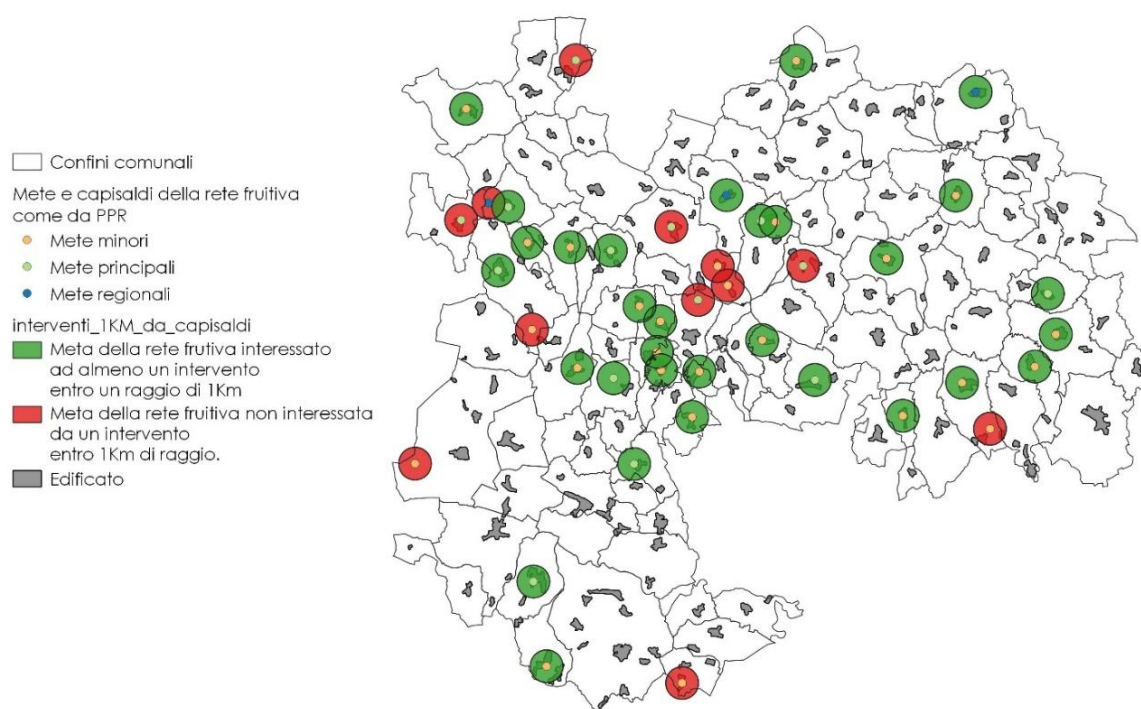 Confini comunali
Mete e capisaldi della rete fruitiva
come da PPR
Mete minori
Mete principali
Mete regionali
interventi_1KM_da_capisaldi
Meta della rete frutiva interessato
ad almeno un intervento
entro un raggio di 1Km
Meta della rete fruitiva non interessata
da un intervento
entro 1Km di raggio.
Edificato